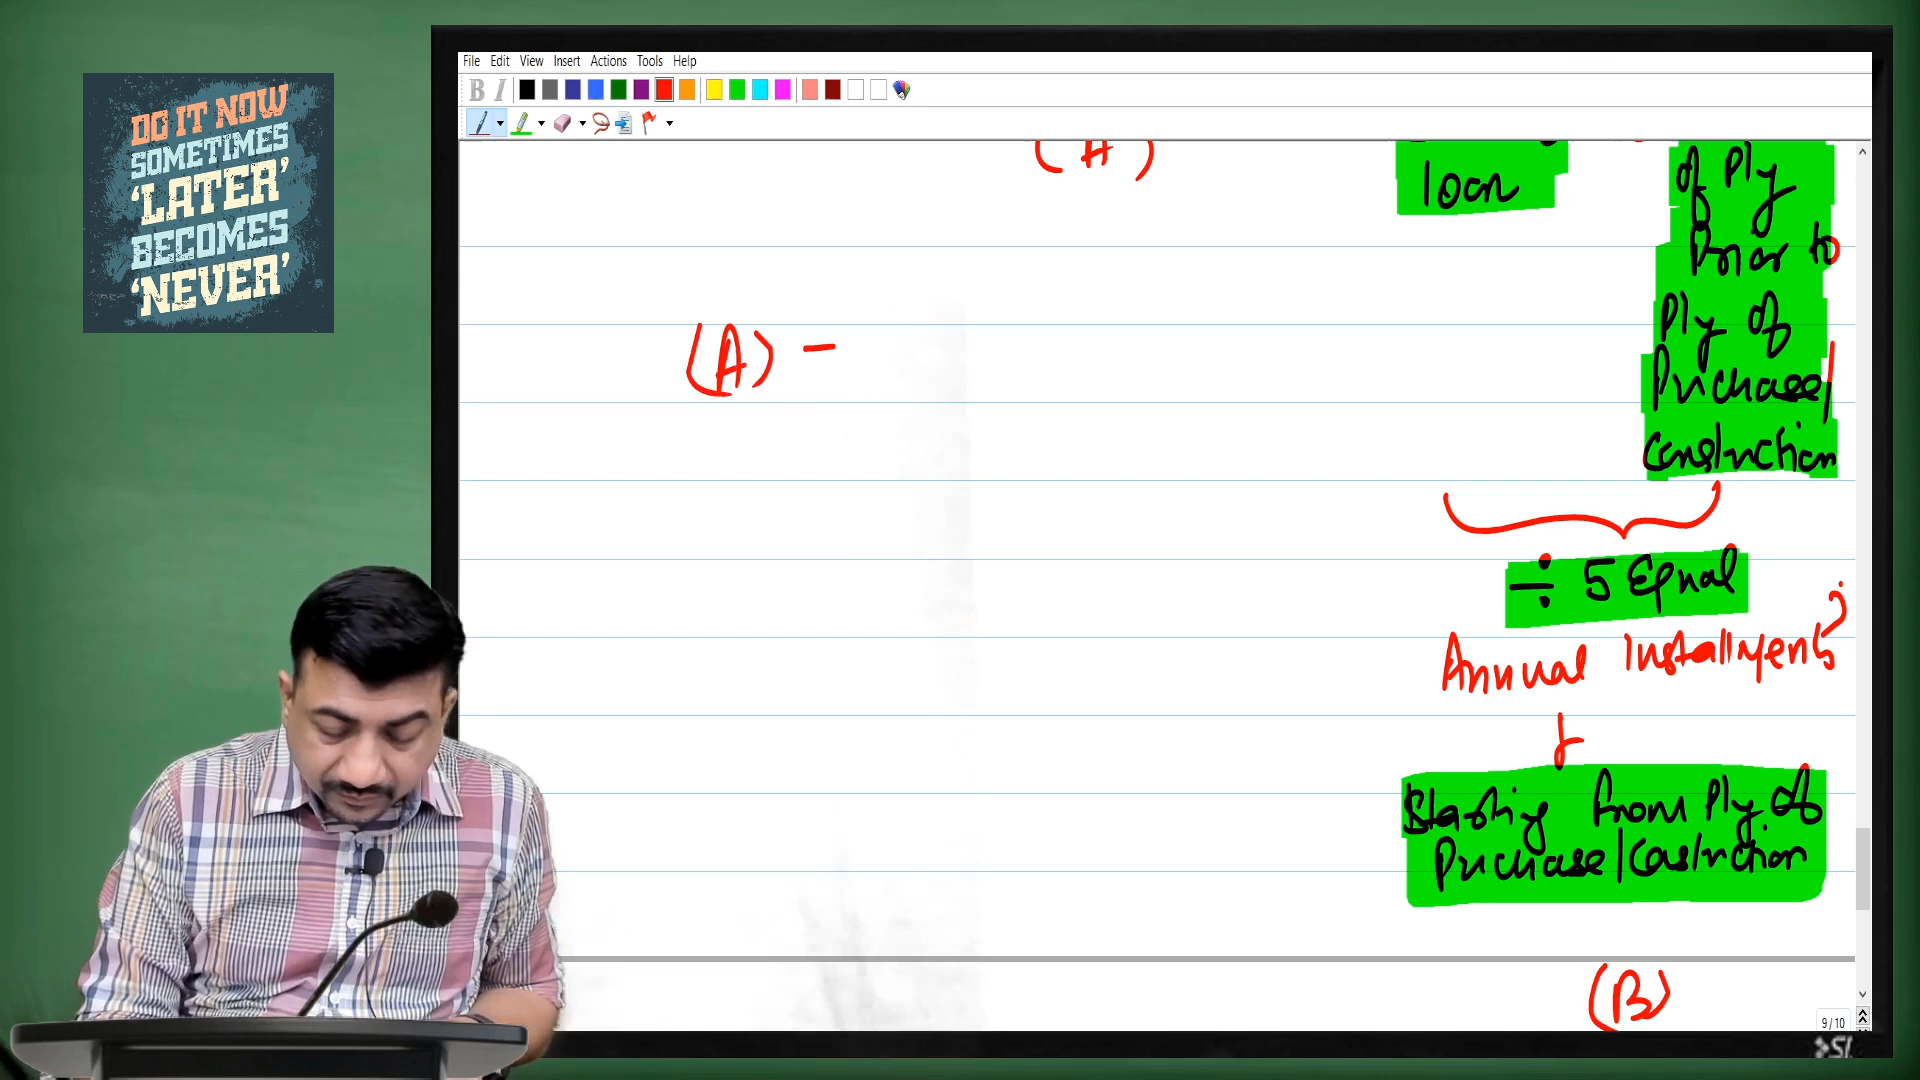 DO IT NOW
SOMETIMES
'LATER'
BECOMES
'NEVER'
File Edit View Insert Actions Tools Help
B I
(A)
loan
of Ply
Prior to
Ply of
Purchase/
Construction
(A) -
÷ 5 Equal
Annual Installments;
Starting from Ply of
Purchase/Costruction
(B)
9 / 10